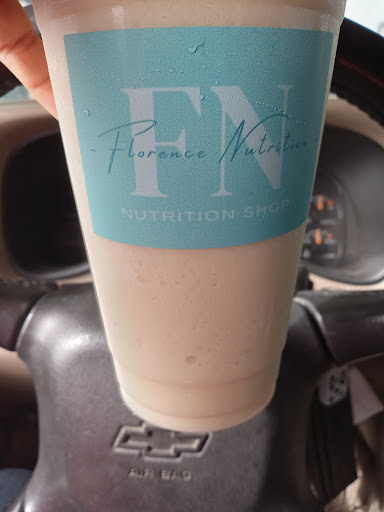 FN
- Florence Nutrition -
NUTRITION SHOP
AIR BAG